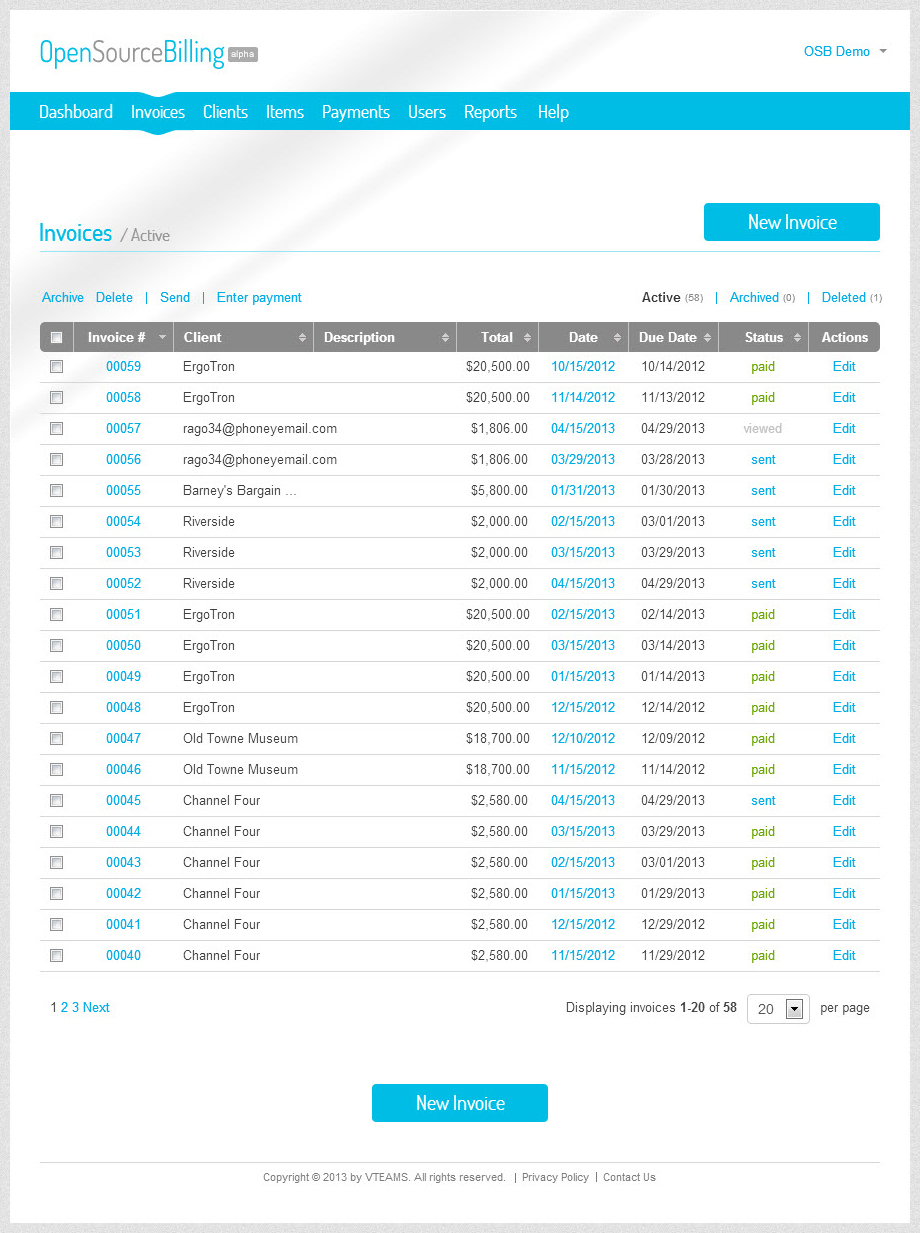 OpenSourceBilling alpha
OSB Demo
Dashboard Invoices Clients Items Payments Users Reports Help
Invoices / Active
New Invoice
Archive Delete | Send | Enter payment
Active (58) | Archived (0) | Deleted (1)
Invoice # Client Description Total Date Due Date Status Actions
00059 ErgoTron $20,500.00 10/15/2012 10/14/2012 paid Edit
00058 ErgoTron $20,500.00 11/14/2012 11/13/2012 paid Edit
00057 rago34@phoneyemail.com $1,806.00 04/15/2013 04/29/2013 viewed Edit
00056 rago34@phoneyemail.com $1,806.00 03/29/2013 03/28/2013 sent Edit
00055 Barney's Bargain ... $5,800.00 01/31/2013 01/30/2013 sent Edit
00054 Riverside $2,000.00 02/15/2013 03/01/2013 sent Edit
00053 Riverside $2,000.00 03/15/2013 03/29/2013 sent Edit
00052 Riverside $2,000.00 04/15/2013 04/29/2013 sent Edit
00051 ErgoTron $20,500.00 02/15/2013 02/14/2013 paid Edit
00050 ErgoTron $20,500.00 03/15/2013 03/14/2013 paid Edit
00049 ErgoTron $20,500.00 01/15/2013 01/14/2013 paid Edit
00048 ErgoTron $20,500.00 12/15/2012 12/14/2012 paid Edit
00047 Old Towne Museum $18,700.00 12/10/2012 12/09/2012 paid Edit
00046 Old Towne Museum $18,700.00 11/15/2012 11/14/2012 paid Edit
00045 Channel Four $2,580.00 04/15/2013 04/29/2013 sent Edit
00044 Channel Four $2,580.00 03/15/2013 03/29/2013 paid Edit
00043 Channel Four $2,580.00 02/15/2013 03/01/2013 paid Edit
00042 Channel Four $2,580.00 01/15/2013 01/29/2013 paid Edit
00041 Channel Four $2,580.00 12/15/2012 12/29/2012 paid Edit
00040 Channel Four $2,580.00 11/15/2012 11/29/2012 paid Edit
1 2 3 Next
Displaying invoices 1-20 of 58 20 per page
New Invoice
Copyright © 2013 by VTEAMS. All rights reserved. | Privacy Policy | Contact Us